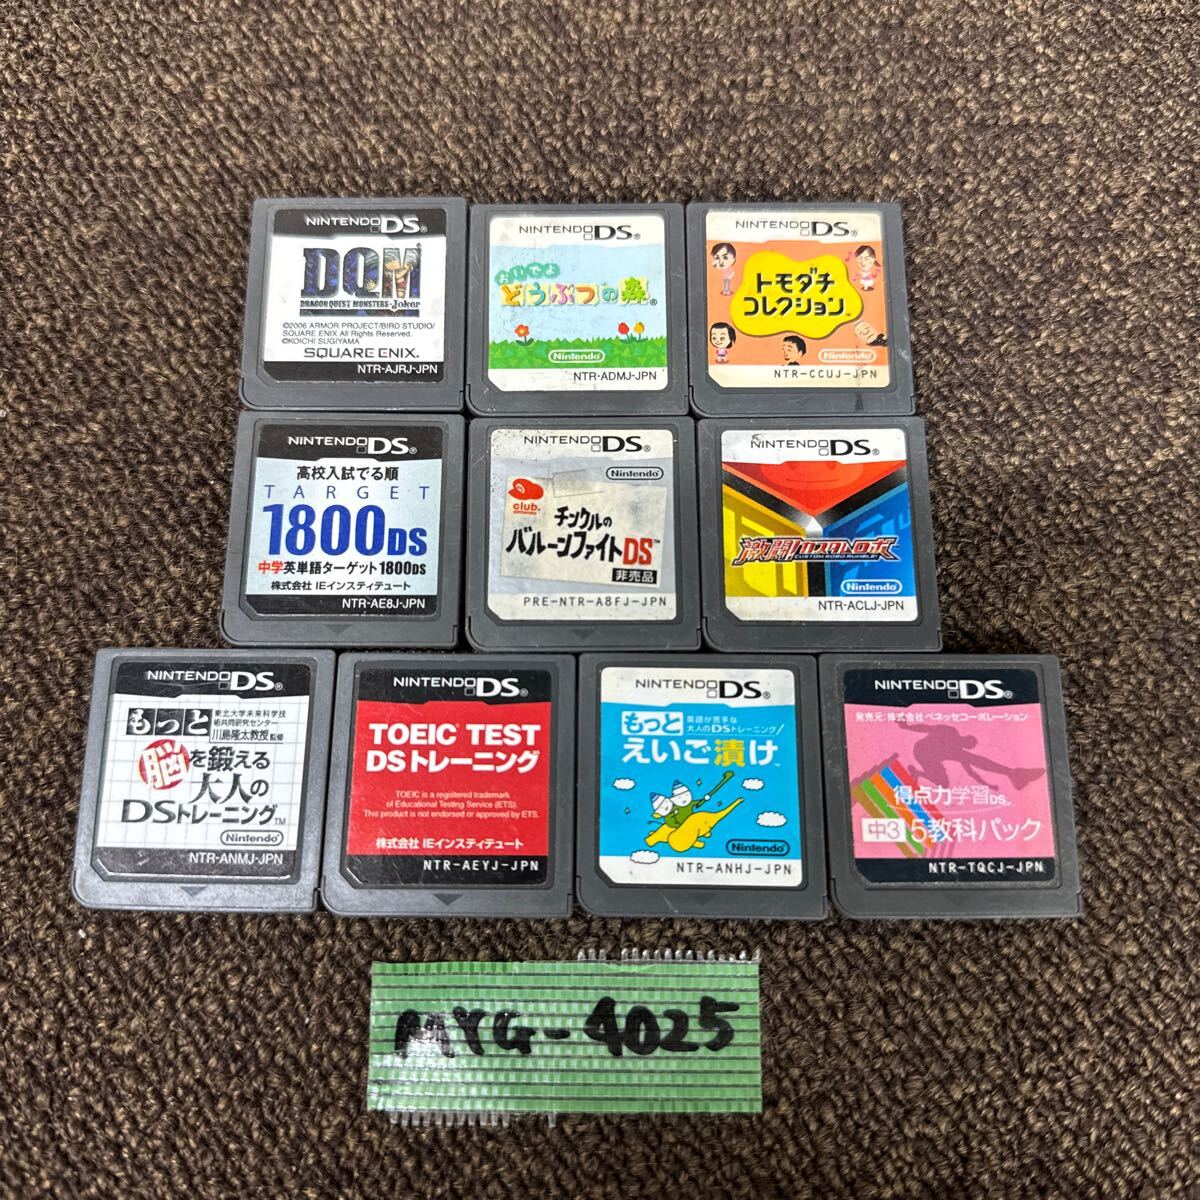 NINTENDO DS®
DQM
DRAGON QUEST MONSTERS-Joker
©2006 ARMOR PROJECT/BIRD STUDIO/
SQUARE ENIX All Rights Reserved.
©KOICHI SUGIYAMA
SQUARE ENIX.
NTR-AJRJ-JPN
NINTENDO DS®
おいでよ
どうぶつの森®
Nintendo
NTR-ADMJ-JPN
NINTENDO DS®
トモダチ
コレクション™
Nintendo
NTR-CCUJ-JPN
NINTENDO DS®
高校入試でる順
TARGET
1800DS
中学英単語ターゲット1800DS
株式会社 IEインスティテュート
NTR-AE8J-JPN
NINTENDO DS®
Nintendo
club
チンクルの
バルーンファイトDS™
非売品
PRE-NTR-A8FJ-JPN
NINTENDO DS®
激闘!カスタムロボ
CUSTOM ROBO RUMBLE!
Nintendo
NTR-ACLJ-JPN
NINTENDO DS®
もっと
東北大学未来科学技
術共同研究センター
川島隆太教授監修
脳を鍛える
大人の
DSトレーニング™
Nintendo
NTR-ANMJ-JPN
NINTENDO DS®
TOEIC® TEST
DSトレーニング
TOEIC is a registered trademark
of Educational Testing Service (ETS).
This product is not endorsed or approved by ETS.
株式会社 IEインスティテュート
NTR-AEYJ-JPN
NINTENDO DS®
もっと
英語が苦手な
大人のDSトレーニング
えいご漬け™
Nintendo
NTR-ANHJ-JPN
NINTENDO DS®
発売元:株式会社ベネッセコーポレーション
得点力学習DS
中3 5教科パック
NTR-TQCJ-JPN
MYG-4025